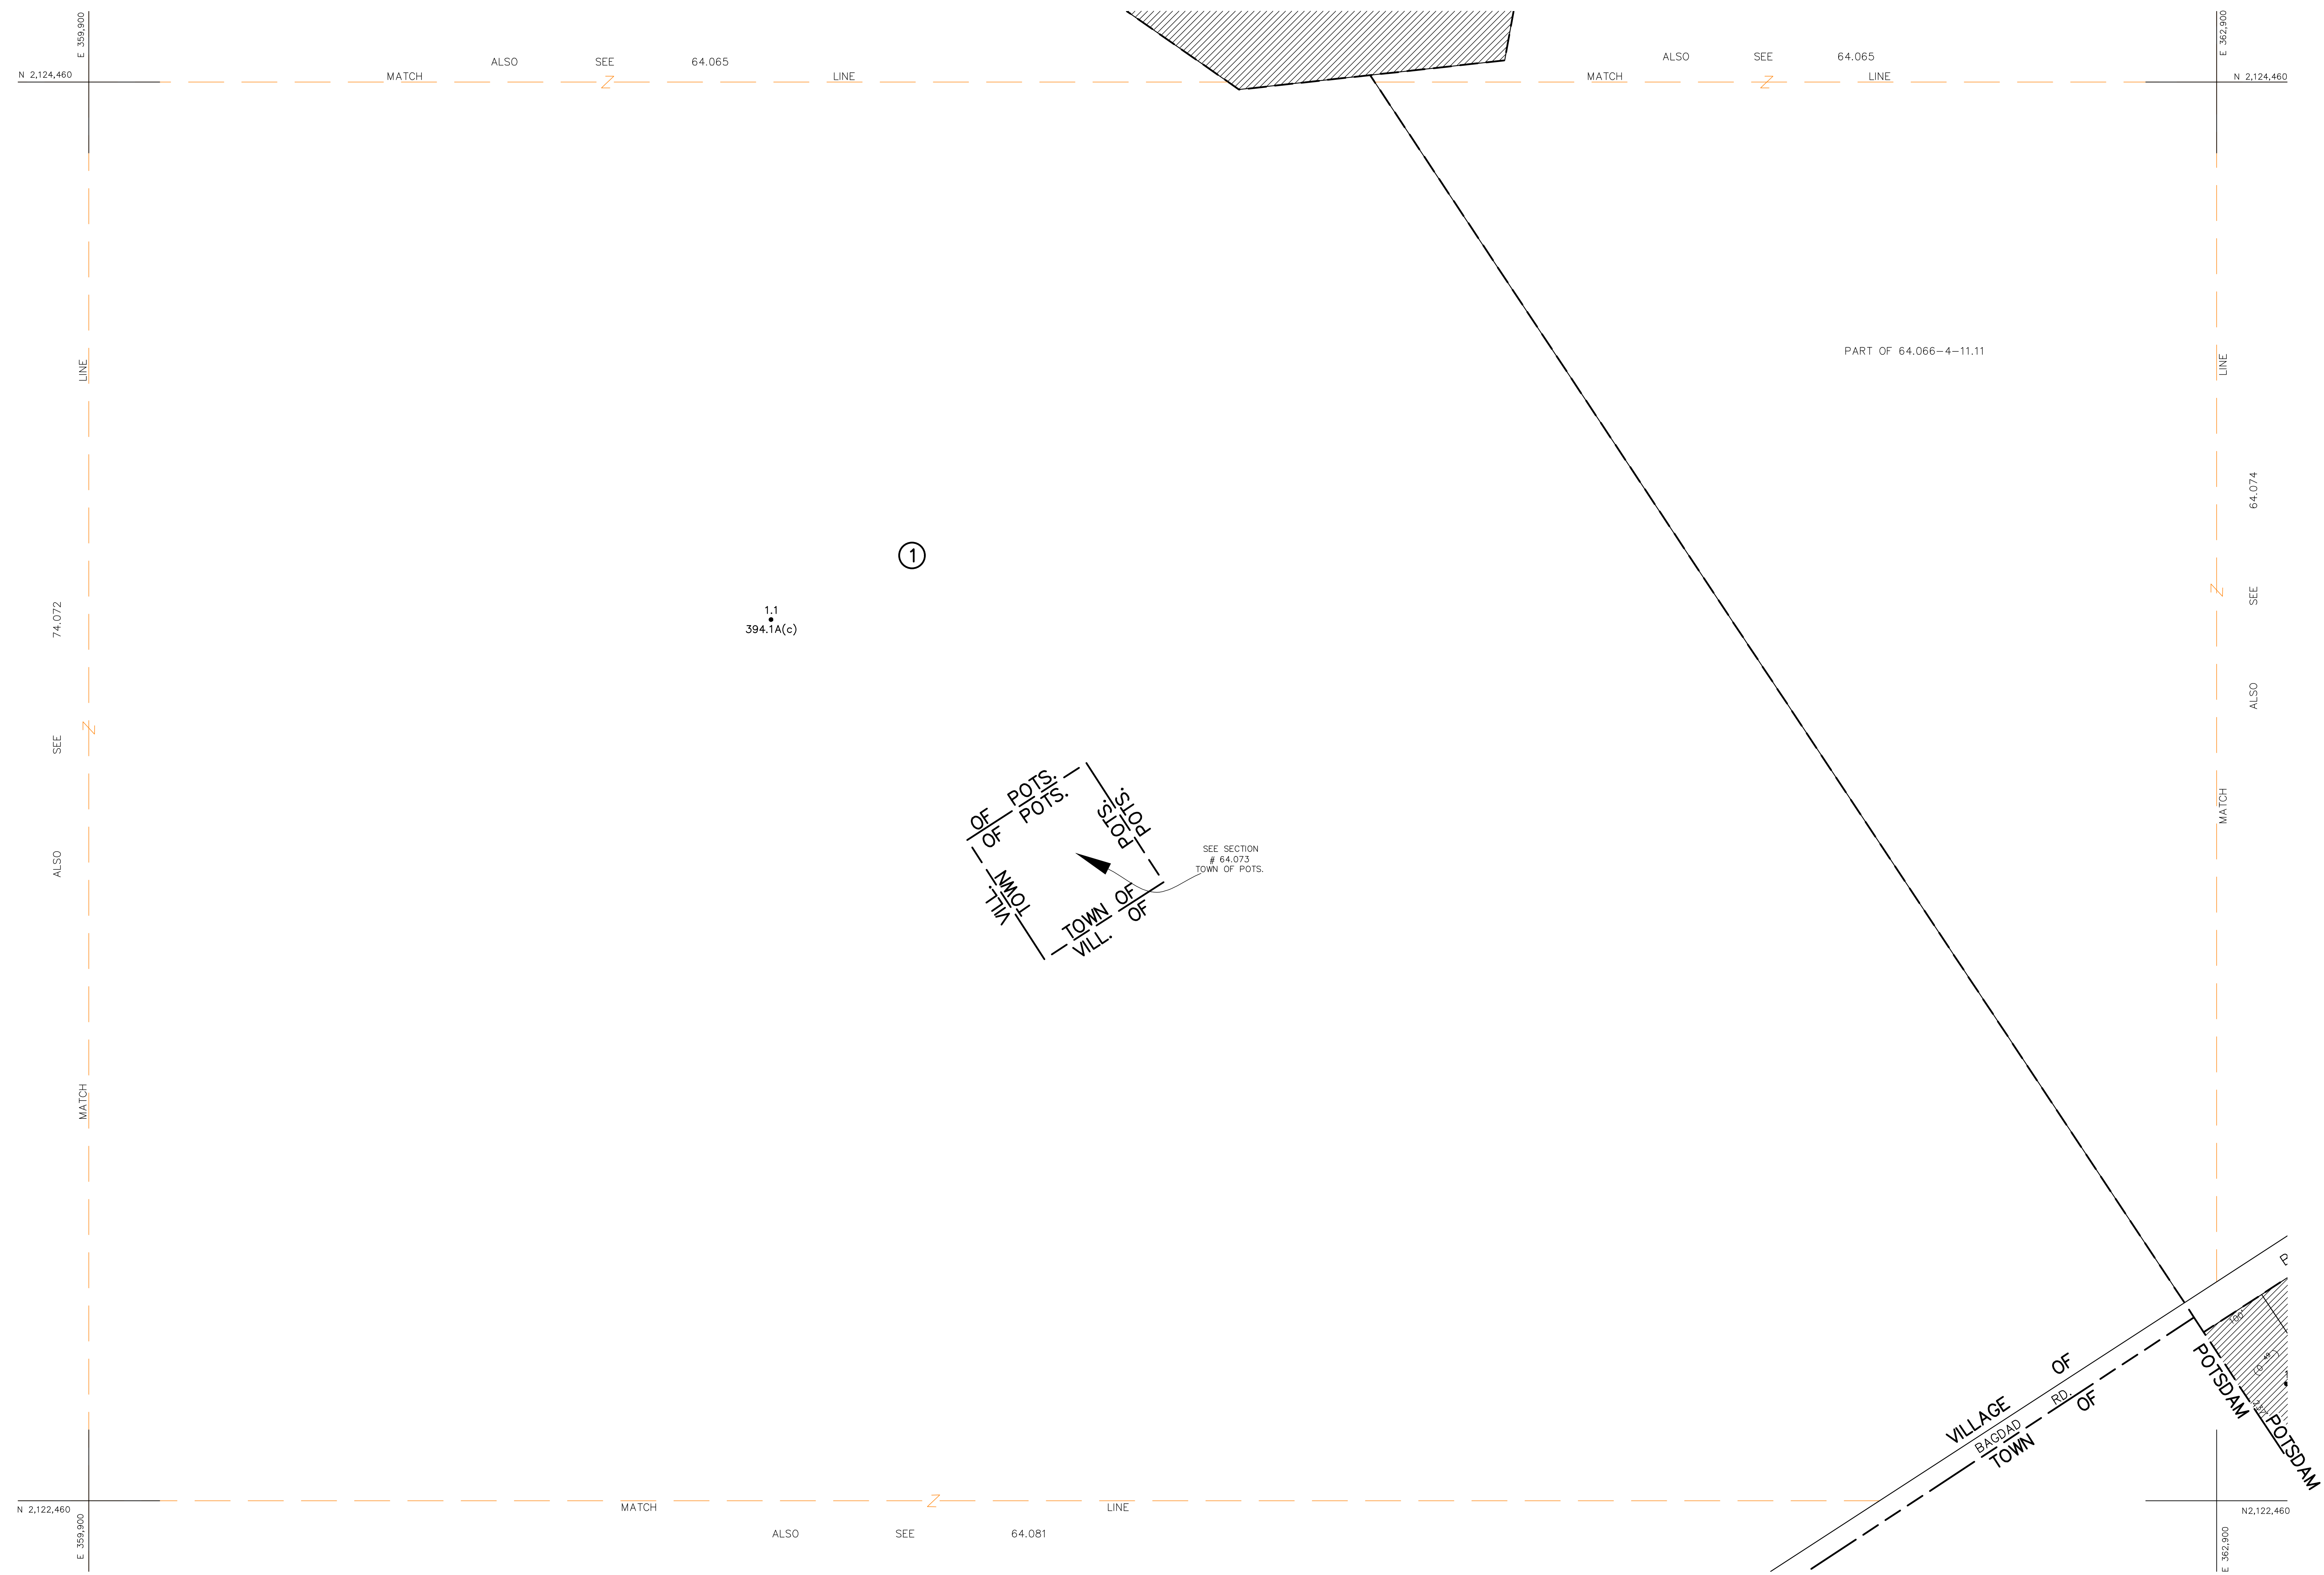 E 359,900
N 2,124,460
ALSO SEE 64.065
MATCH LINE
ALSO SEE 64.065
MATCH LINE
E 362,900
N 2,124,460
LINE
ALSO SEE 74.072
MATCH
PART OF 64.066-4-11.11
LINE
64.074
SEE
ALSO
MATCH
1
1.1
394.1A(c)
OF POTS.
OF POTS.
POTS.
POTS.
TOWN
VILL.
TOWN OF
VILL. OF
SEE SECTION
# 64.073
TOWN OF POTS.
VILLAGE OF
BAGDAD RD.
TOWN OF
100'
POTSDAM
POTSDAM
N 2,122,460
E 359,900
MATCH LINE
ALSO SEE 64.081
N2,122,460
E 362,900